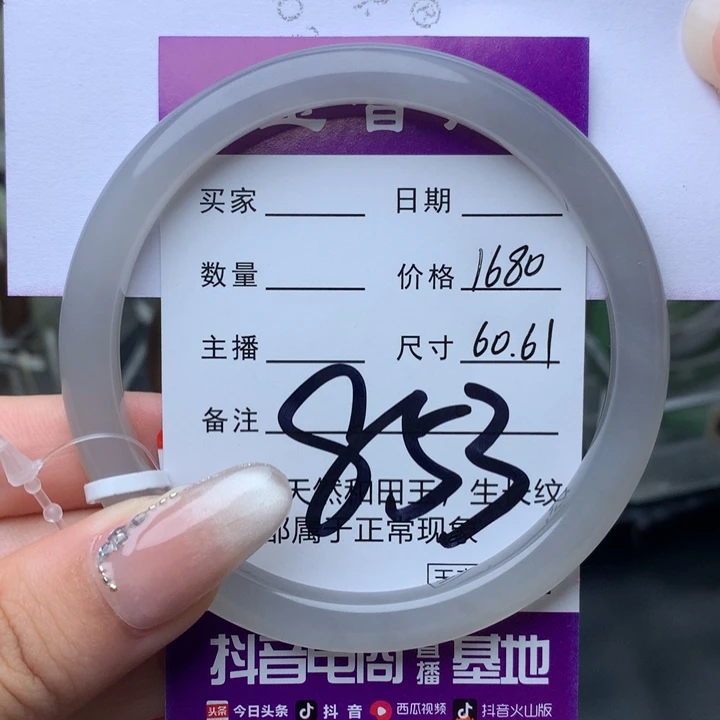 买家 日期
数量 价格 1680
主播 尺寸 60.61
备注 853
天然和田玉，生长纹
都属于正常现象
抖音电商 直播 基地
头条 今日头条 抖音 西瓜视频 抖音火山版